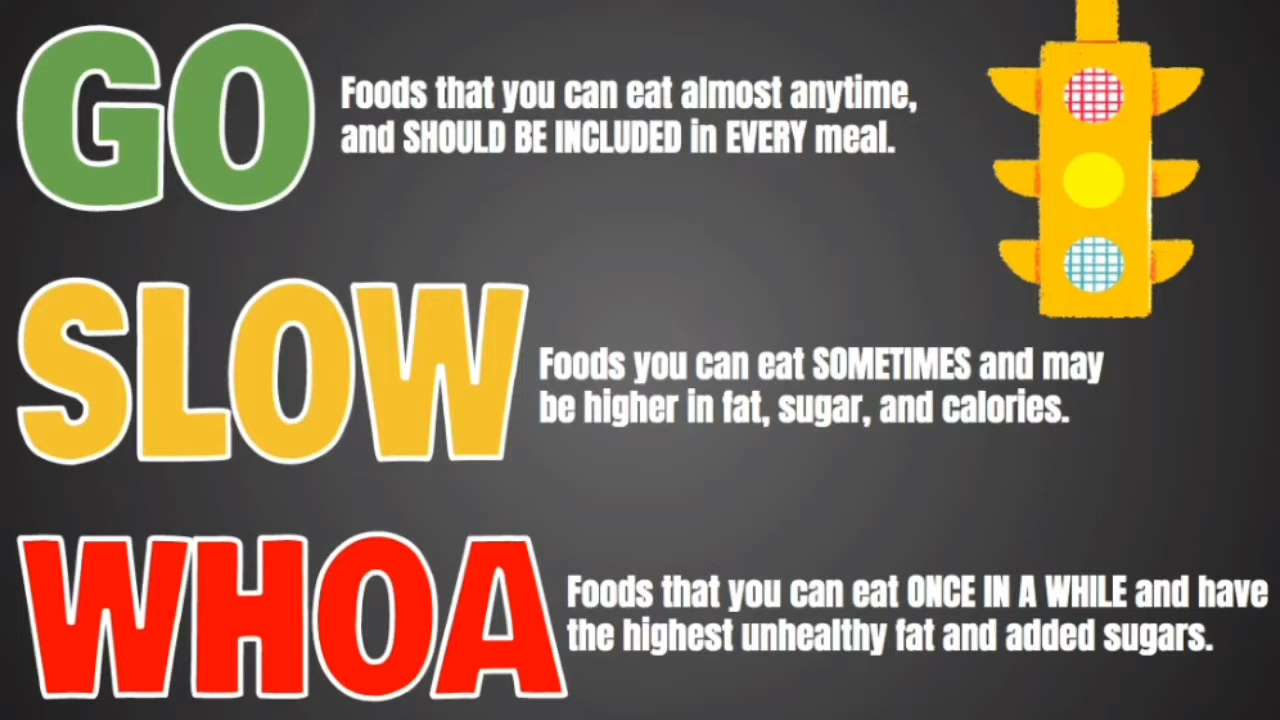 GO
Foods that you can eat almost anytime,
and SHOULD BE INCLUDED in EVERY meal.
SLOW
Foods you can eat SOMETIMES and may
be higher in fat, sugar, and calories.
WHOA
Foods that you can eat ONCE IN A WHILE and have
the highest unhealthy fat and added sugars.